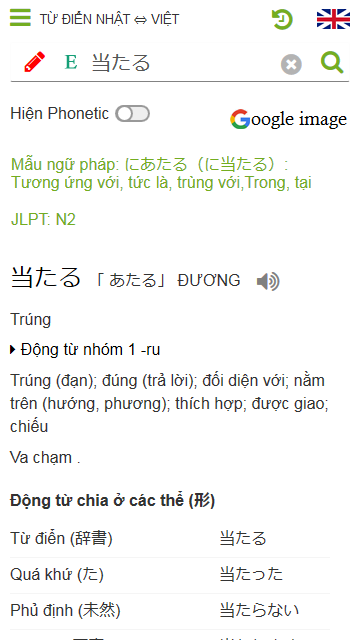 TỪ ĐIỂN NHẬT ⇔ VIỆT
E 当たる
Hiện Phonetic
Google image
Mẫu ngữ pháp: にあたる（に当たる）:
Tương ứng với, tức là, trùng với,Trong, tại
JLPT: N2
当たる 「 あたる」 ĐƯƠNG
Trúng
Động từ nhóm 1 -ru
Trúng (đạn); đúng (trả lời); đối diện với; nằm
trên (hướng, phương); thích hợp; được giao;
chiếu
Va chạm .
Động từ chia ở các thể (形)
Từ điển (辞書) 当たる
Quá khứ (た) 当たった
Phủ định (未然) 当たらない